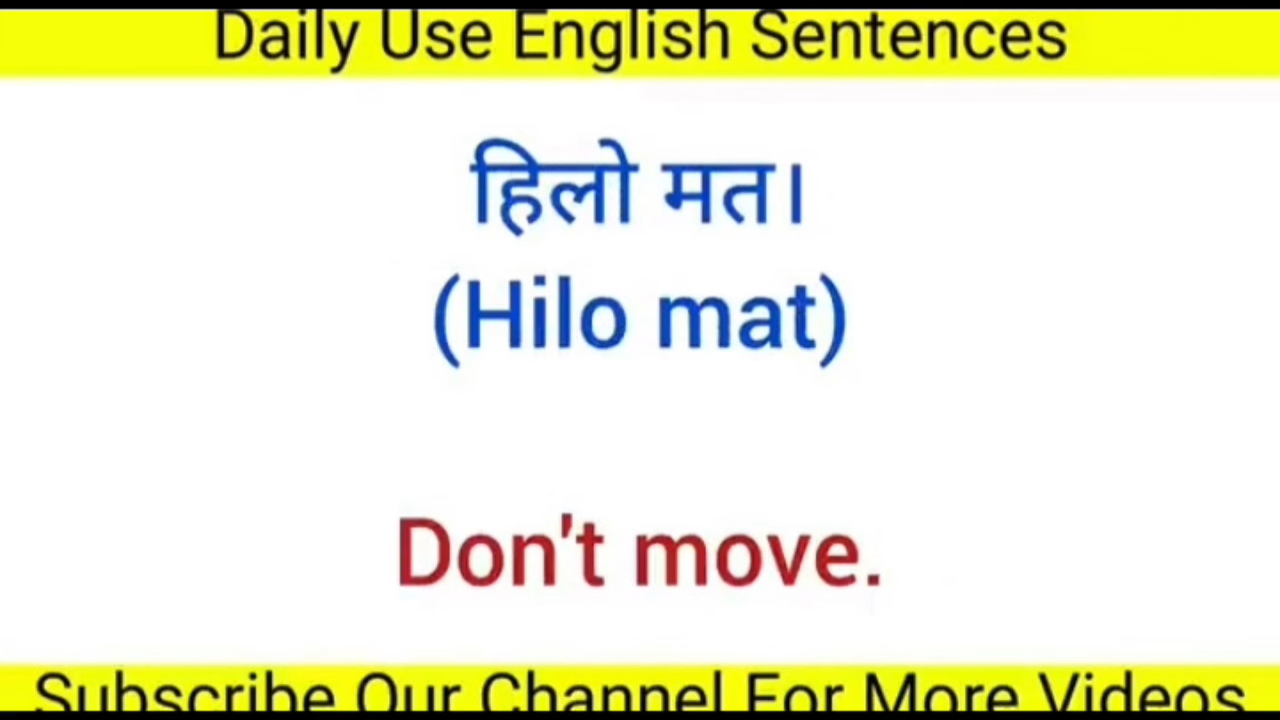 Daily Use English Sentences
हिलो मत।
(Hilo mat)
Don't move.
Subscribe Our Channel For More Videos